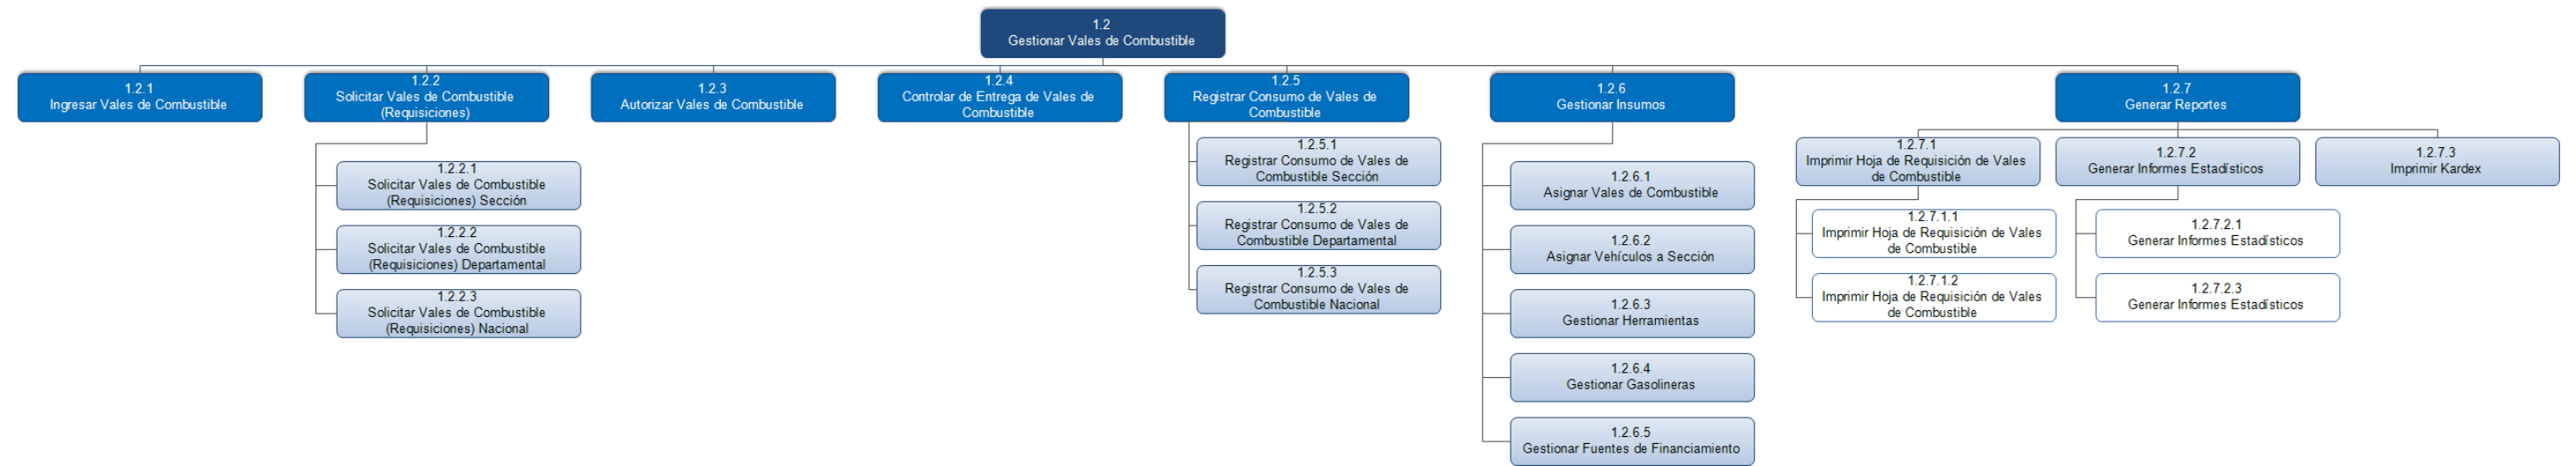 1.2
Gestionar Vales de Combustible
1.2.1
Ingresar Vales de Combustible
1.2.2
Solicitar Vales de Combustible
(Requisiciones)
1.2.3
Autorizar Vales de Combustible
1.2.4
Controlar de Entrega de Vales de
Combustible
1.2.5
Registrar Consumo de Vales de
Combustible
1.2.6
Gestionar Insumos
1.2.7
Generar Reportes
1.2.2.1
Solicitar Vales de Combustible
(Requisiciones) Sección
1.2.2.2
Solicitar Vales de Combustible
(Requisiciones) Departamental
1.2.2.3
Solicitar Vales de Combustible
(Requisiciones) Nacional
1.2.5.1
Registrar Consumo de Vales de
Combustible Sección
1.2.5.2
Registrar Consumo de Vales de
Combustible Departamental
1.2.5.3
Registrar Consumo de Vales de
Combustible Nacional
1.2.6.1
Asignar Vales de Combustible
1.2.6.2
Asignar Vehículos a Sección
1.2.6.3
Gestionar Herramientas
1.2.6.4
Gestionar Gasolineras
1.2.6.5
Gestionar Fuentes de Financiamiento
1.2.7.1
Imprimir Hoja de Requisición de Vales
de Combustible
1.2.7.1.1
Imprimir Hoja de Requisición de Vales
de Combustible
1.2.7.1.2
Imprimir Hoja de Requisición de Vales
de Combustible
1.2.7.2
Generar Informes Estadísticos
1.2.7.2.1
Generar Informes Estadísticos
1.2.7.2.3
Generar Informes Estadísticos
1.2.7.3
Imprimir Kardex